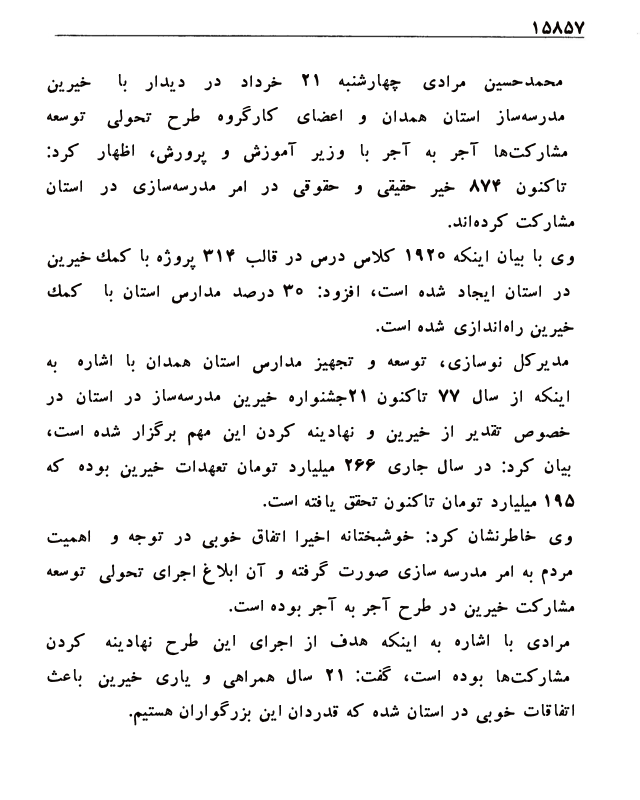 ۱۵۸۵۷
محمدحسین مرادی چهارشنبه ۲۱ خرداد در دیدار با خیرین
مدرسه‌ساز استان همدان و اعضای کارگروه طرح تحولی توسعه
مشارکت‌ها آجر به آجر با وزیر آموزش و پرورش، اظهار کرد:
تاکنون ۸۷۴ خیر حقیقی و حقوقی در امر مدرسه‌سازی در استان
مشارکت کرده‌اند.
وی با بیان اینکه ۱۹۲۰ کلاس درس در قالب ۳۱۴ پروژه با کمك خیرین
در استان ایجاد شده است، افزود: ۳۰ درصد مدارس استان با کمك
خیرین راه‌اندازی شده است.
مدیرکل نوسازی، توسعه و تجهیز مدارس استان همدان با اشاره به
اینکه از سال ۷۷ تاکنون ۲۱جشنواره خیرین مدرسه‌ساز در استان در
خصوص تقدیر از خیرین و نهادینه کردن این مهم برگزار شده است،
بیان کرد: در سال جاری ۲۶۶ میلیارد تومان تعهدات خیرین بوده که
۱۹۵ میلیارد تومان تاکنون تحقق یافته است.
وی خاطرنشان کرد: خوشبختانه اخیرا اتفاق خوبی در توجه و اهمیت
مردم به امر مدرسه سازی صورت گرفته و آن ابلاغ اجرای تحولی توسعه
مشارکت خیرین در طرح آجر به آجر بوده است.
مرادی با اشاره به اینکه هدف از اجرای این طرح نهادینه کردن
مشارکت‌ها بوده است، گفت: ۲۱ سال همراهی و یاری خیرین باعث
اتفاقات خوبی در استان شده که قدردان این بزرگواران هستیم.